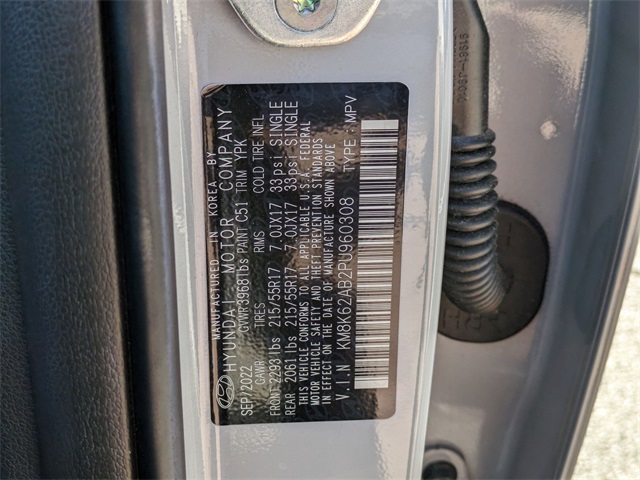 MANUFACTURED IN KOREA BY
HYUNDAI MOTOR COMPANY
SEP/2022 GVWR 3968lbs PAINT C51 TRIM YPK
GAWR TIRES RIMS COLD TIRE INFL
FRONT 2293lbs 215/55R17 7.0JX17 33psi SINGLE
REAR 2061lbs 215/55R17 7.0JX17 33psi SINGLE
THIS VEHICLE CONFORMS TO ALL APPLICABLE U.S.A. FEDERAL
MOTOR VEHICLE SAFETY AND BUMPER AND THEFT PREVENTION STANDARDS
IN EFFECT ON THE DATE OF MANUFACTURE SHOWN ABOVE
V.I.N KM8K62AB2PU960308 TYPE : MPV